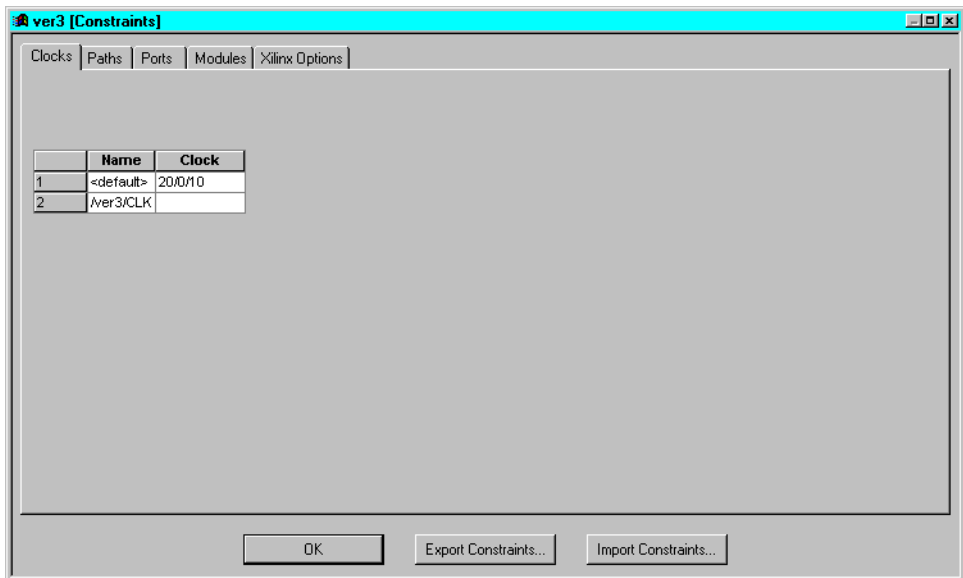 ver3 [Constraints]
Clocks Paths Ports Modules Xilinx Options
Name Clock
1 <default> 20/0/10
2 /ver3/CLK
OK Export Constraints... Import Constraints...